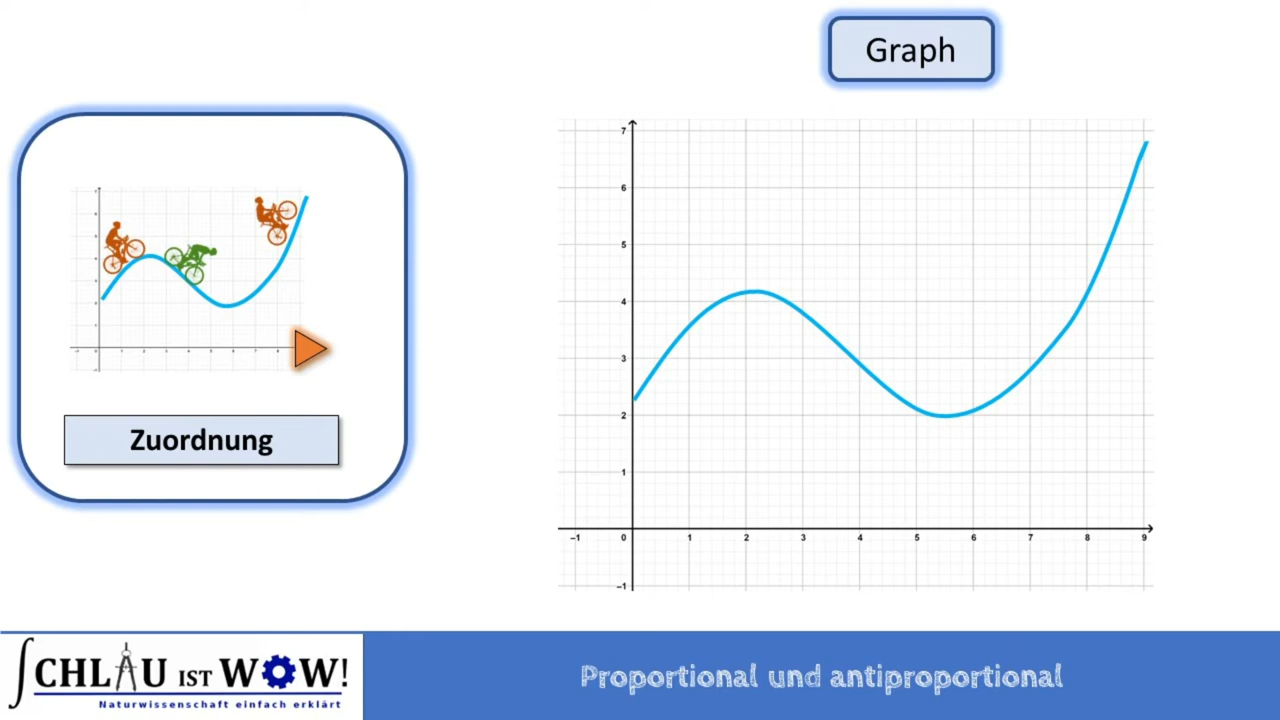 Graph
7
6
5
4
3
2
1
–1 0 1 2 3 4 5 6 7 8 9
–1
Zuordnung
SCHLAU IST WOW!
Naturwissenschaft einfach erklärt
Proportional und antiproportional